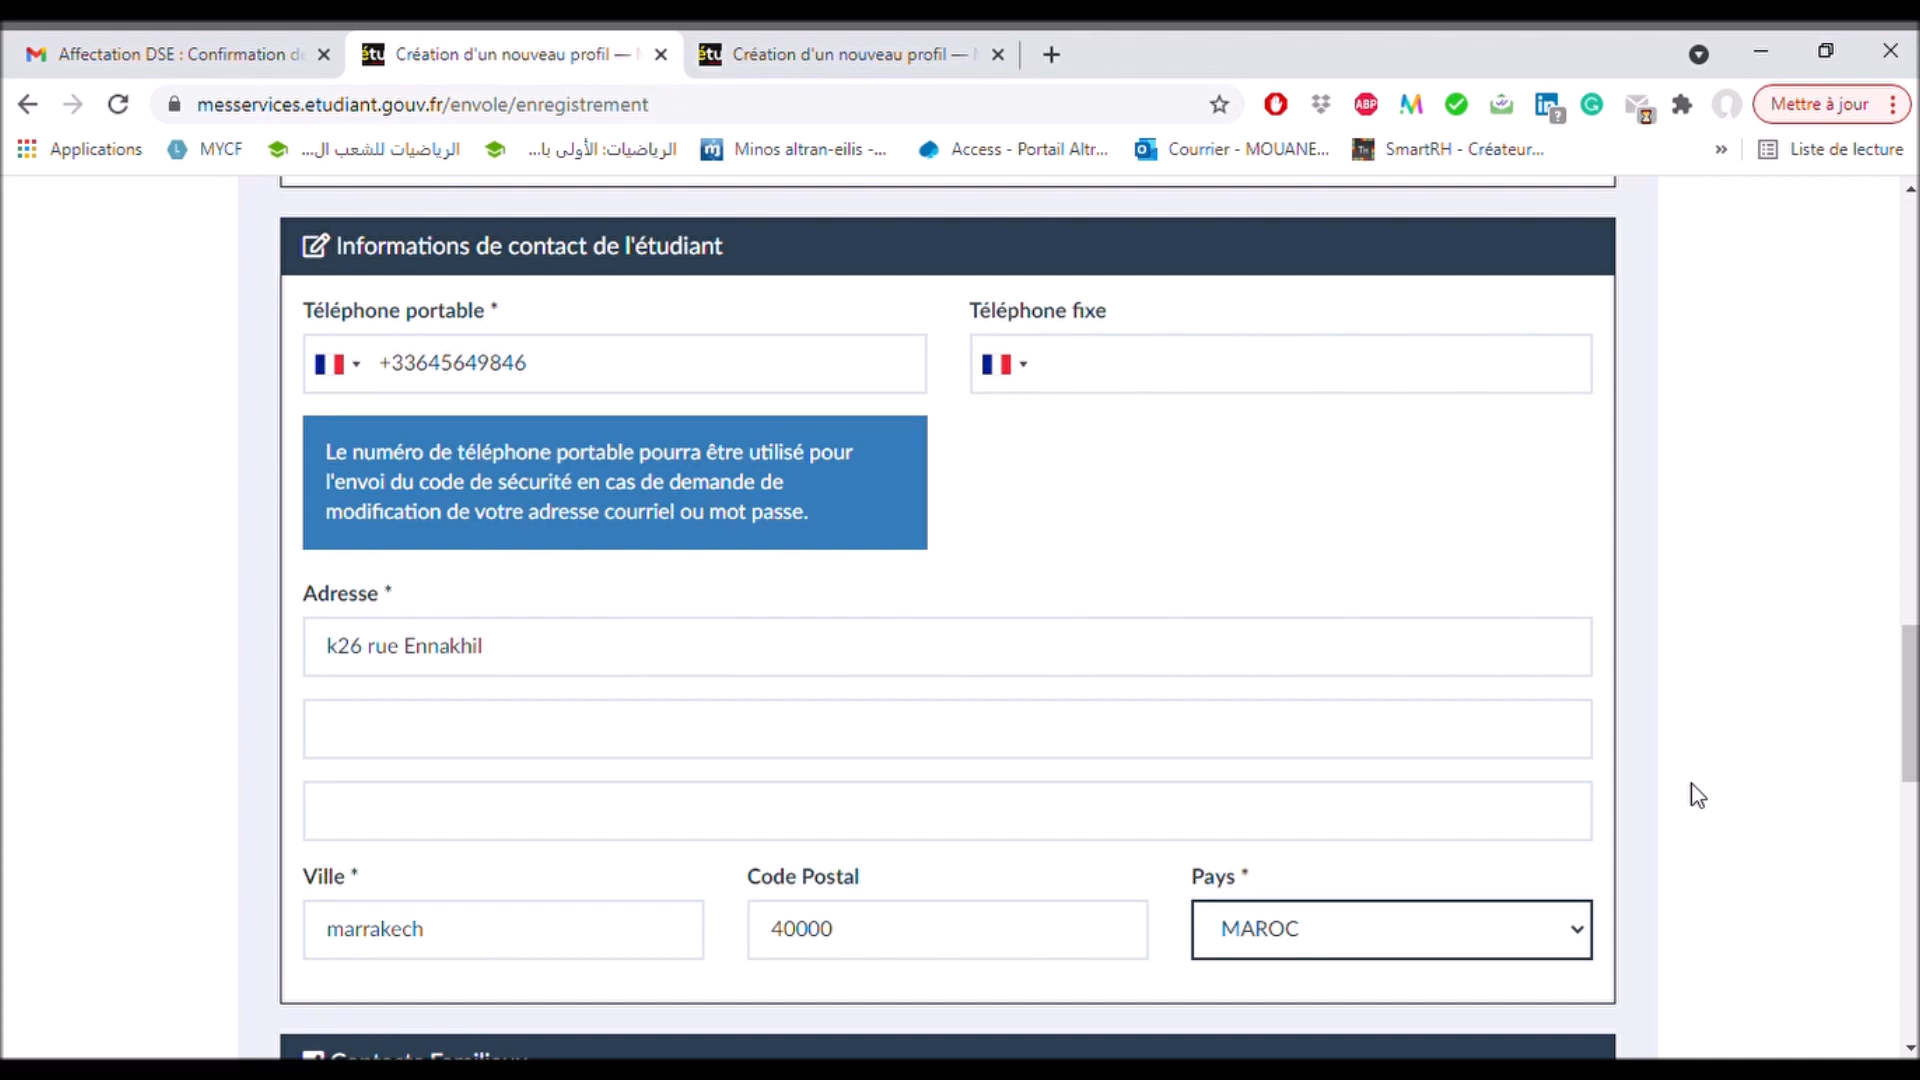 Affectation DSE : Confirmation de
Création d'un nouveau profil —
Création d'un nouveau profil —
messervices.etudiant.gouv.fr/envole/enregistrement
ABP
Mettre à jour
Applications
MYCF
الرياضيات للشعب ال...
الرياضيات: الأولى با...
Minos altran-eilis -...
Access - Portail Altr...
Courrier - MOUANE...
SmartRH - Créateur...
Liste de lecture
Informations de contact de l'étudiant
Téléphone portable *
Téléphone fixe
+33645649846
Le numéro de téléphone portable pourra être utilisé pour
l'envoi du code de sécurité en cas de demande de
modification de votre adresse courriel ou mot passe.
Adresse *
k26 rue Ennakhil
Ville *
Code Postal
Pays *
marrakech
40000
MAROC
Contacts Familiaux